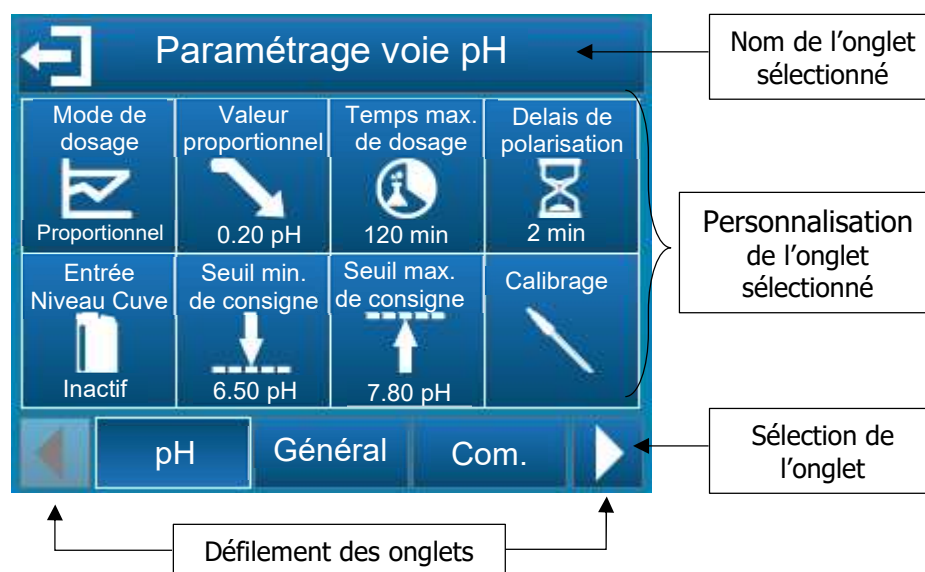 Paramétrage voie pH
Nom de l’onglet
sélectionné
Mode de
dosage
Proportionnel
Valeur
proportionnel
0.20 pH
Temps max.
de dosage
120 min
Delais de
polarisation
2 min
Personnalisation
de l’onglet
sélectionné
Entrée
Niveau Cuve
Inactif
Seuil min.
de consigne
6.50 pH
Seuil max.
de consigne
7.80 pH
Calibrage
pH
Général
Com.
Sélection de
l’onglet
Défilement des onglets